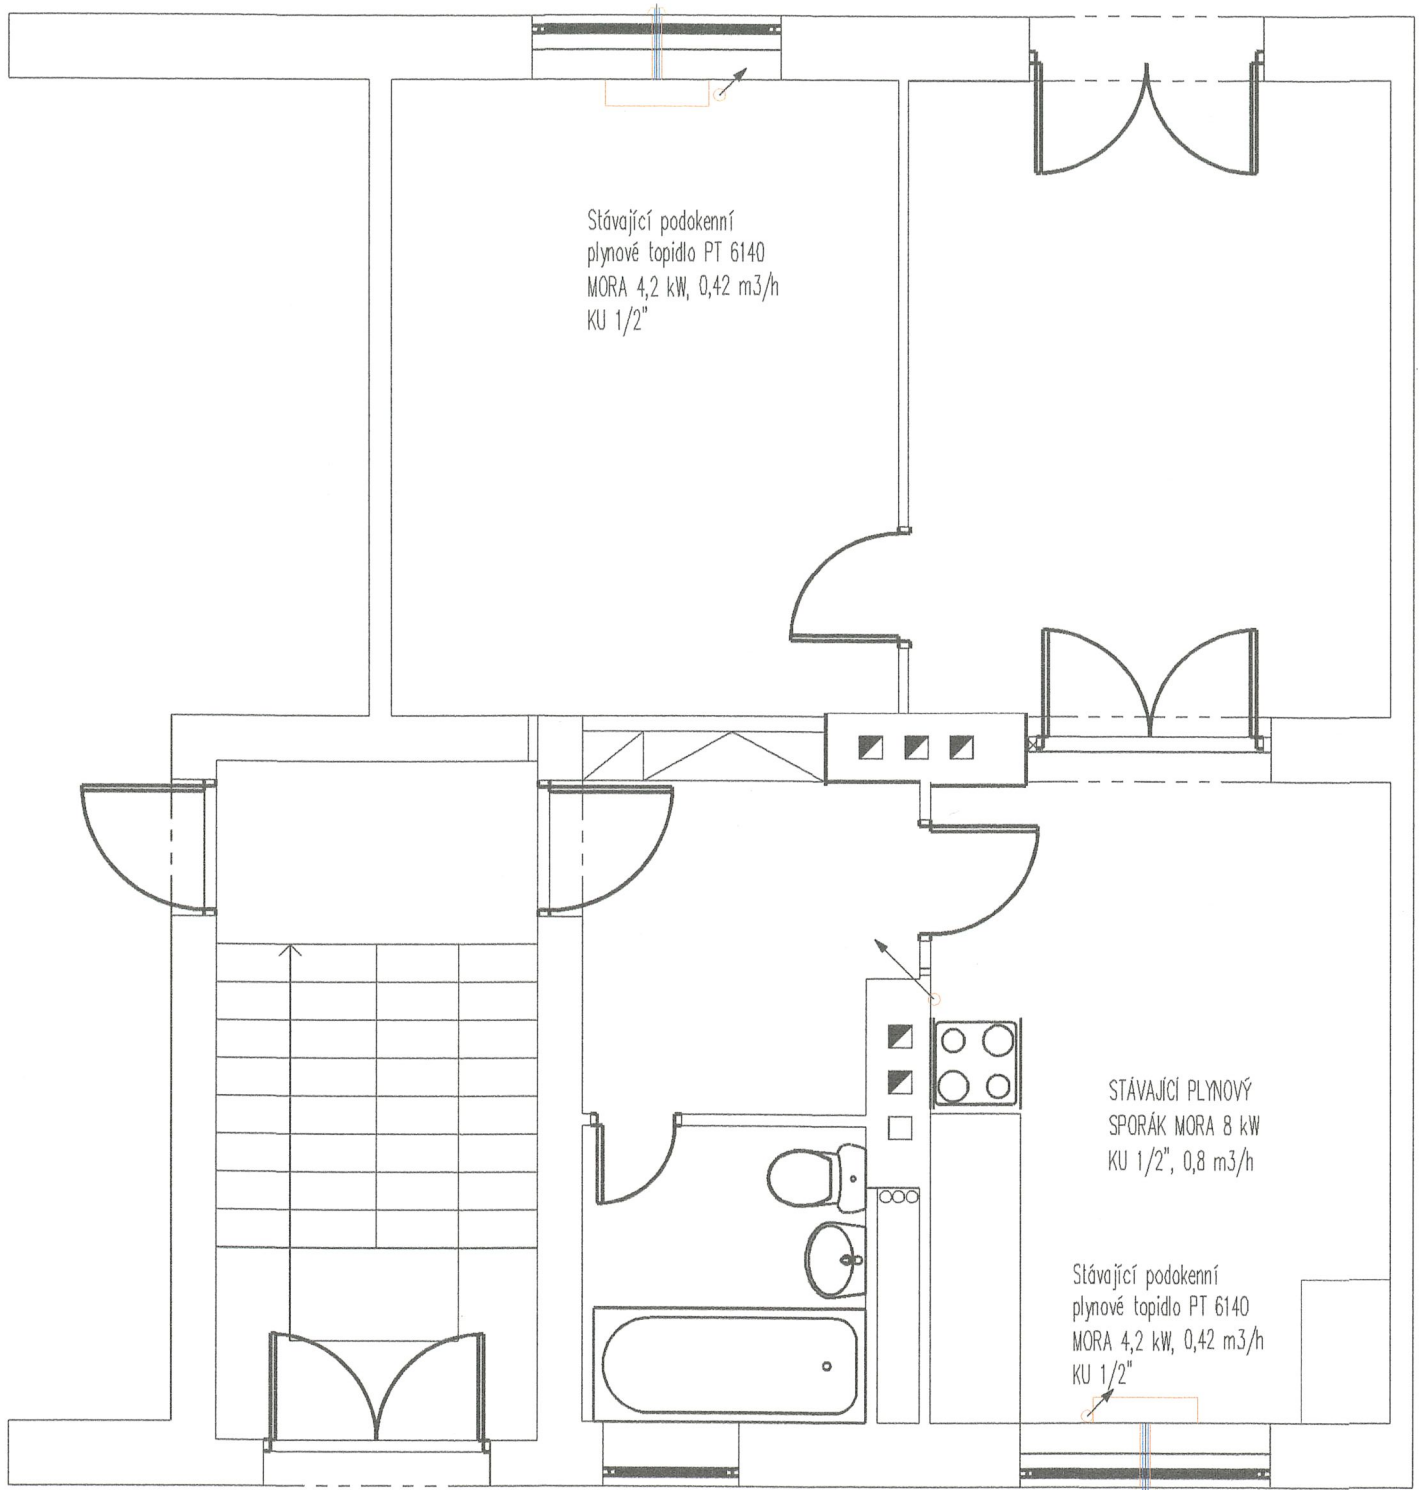 Stávající podokenní
plynové topidlo PT 6140
MORA 4,2 kW, 0,42 m3/h
KU 1/2"
STÁVAJÍCÍ PLYNOVÝ
SPORÁK MORA 8 kW
KU 1/2", 0,8 m3/h
Stávající podokenní
plynové topidlo PT 6140
MORA 4,2 kW, 0,42 m3/h
KU 1/2"